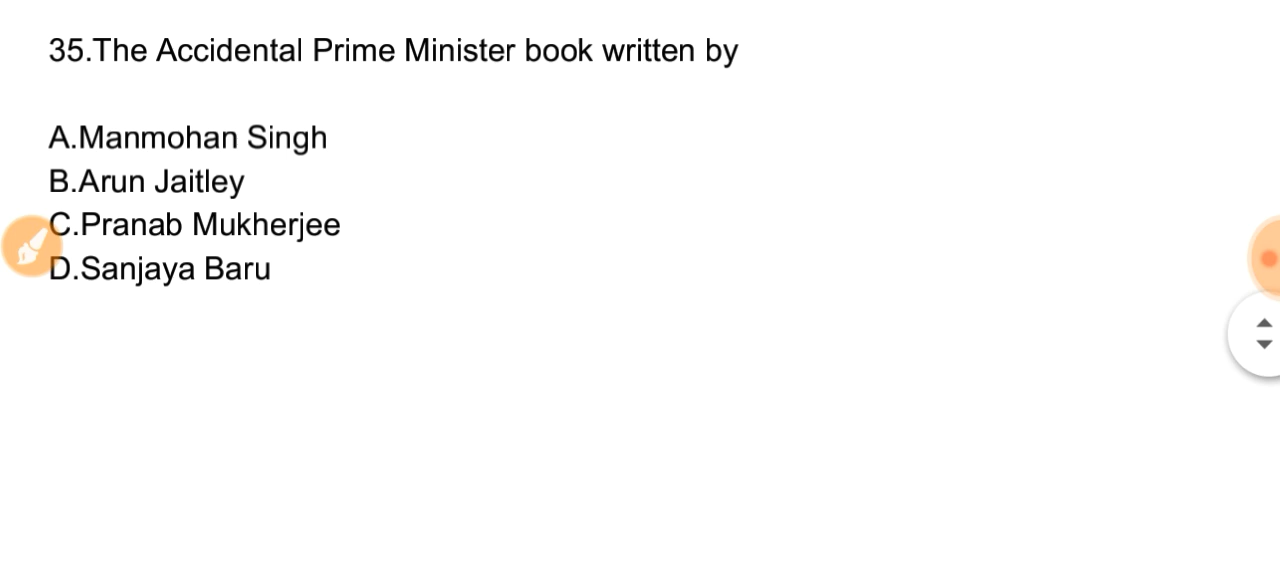 35.The Accidental Prime Minister book written by
A.Manmohan Singh
B.Arun Jaitley
C.Pranab Mukherjee
D.Sanjaya Baru